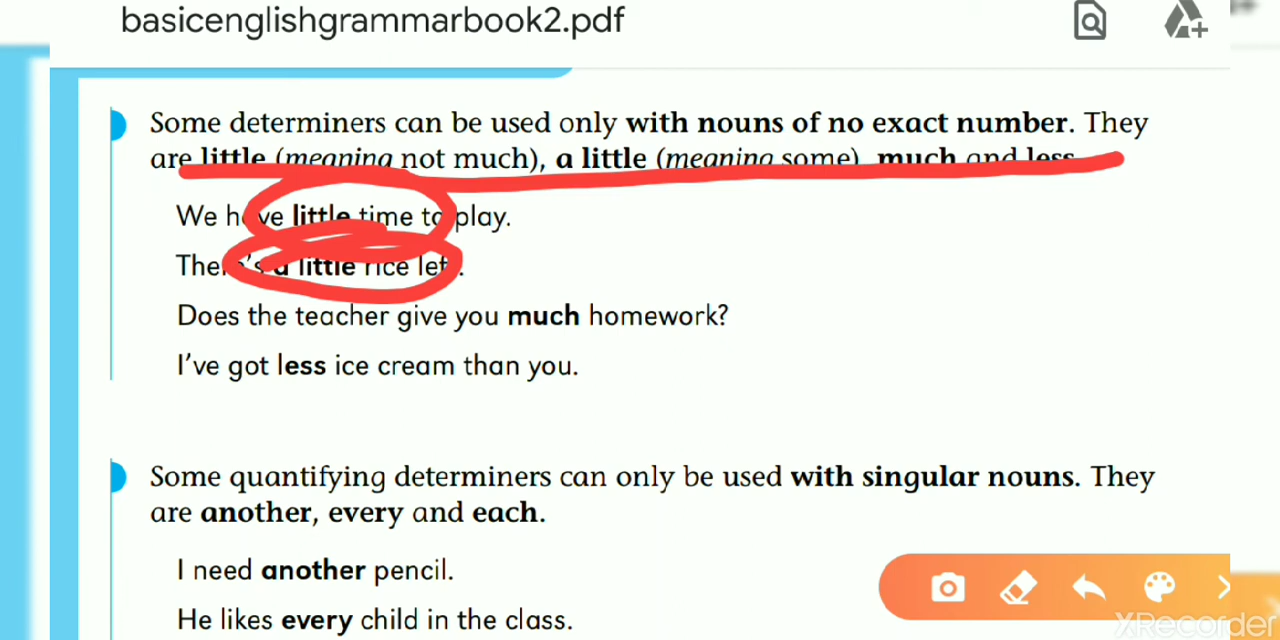 basicenglishgrammarbook2.pdf
Some determiners can be used only with nouns of no exact number. They
are little (meaning not much), a little (meaning some), much and less
We have little time to play.
There's a little rice left.
Does the teacher give you much homework?
I've got less ice cream than you.
Some quantifying determiners can only be used with singular nouns. They
are another, every and each.
I need another pencil.
He likes every child in the class.
XRecorder